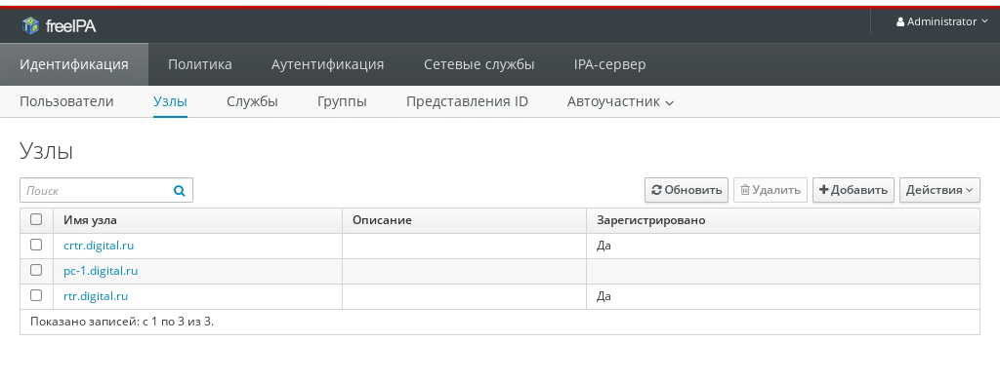 freeIPA Administrator
Идентификация Политика Аутентификация Сетевые службы IPA-сервер
Пользователи Узлы Службы Группы Представления ID Автоучастник
Узлы
Поиск Обновить Удалить Добавить Действия
Имя узла Описание Зарегистрировано
crtr.digital.ru Да
pc-1.digital.ru
rtr.digital.ru Да
Показано записей: с 1 по 3 из 3.